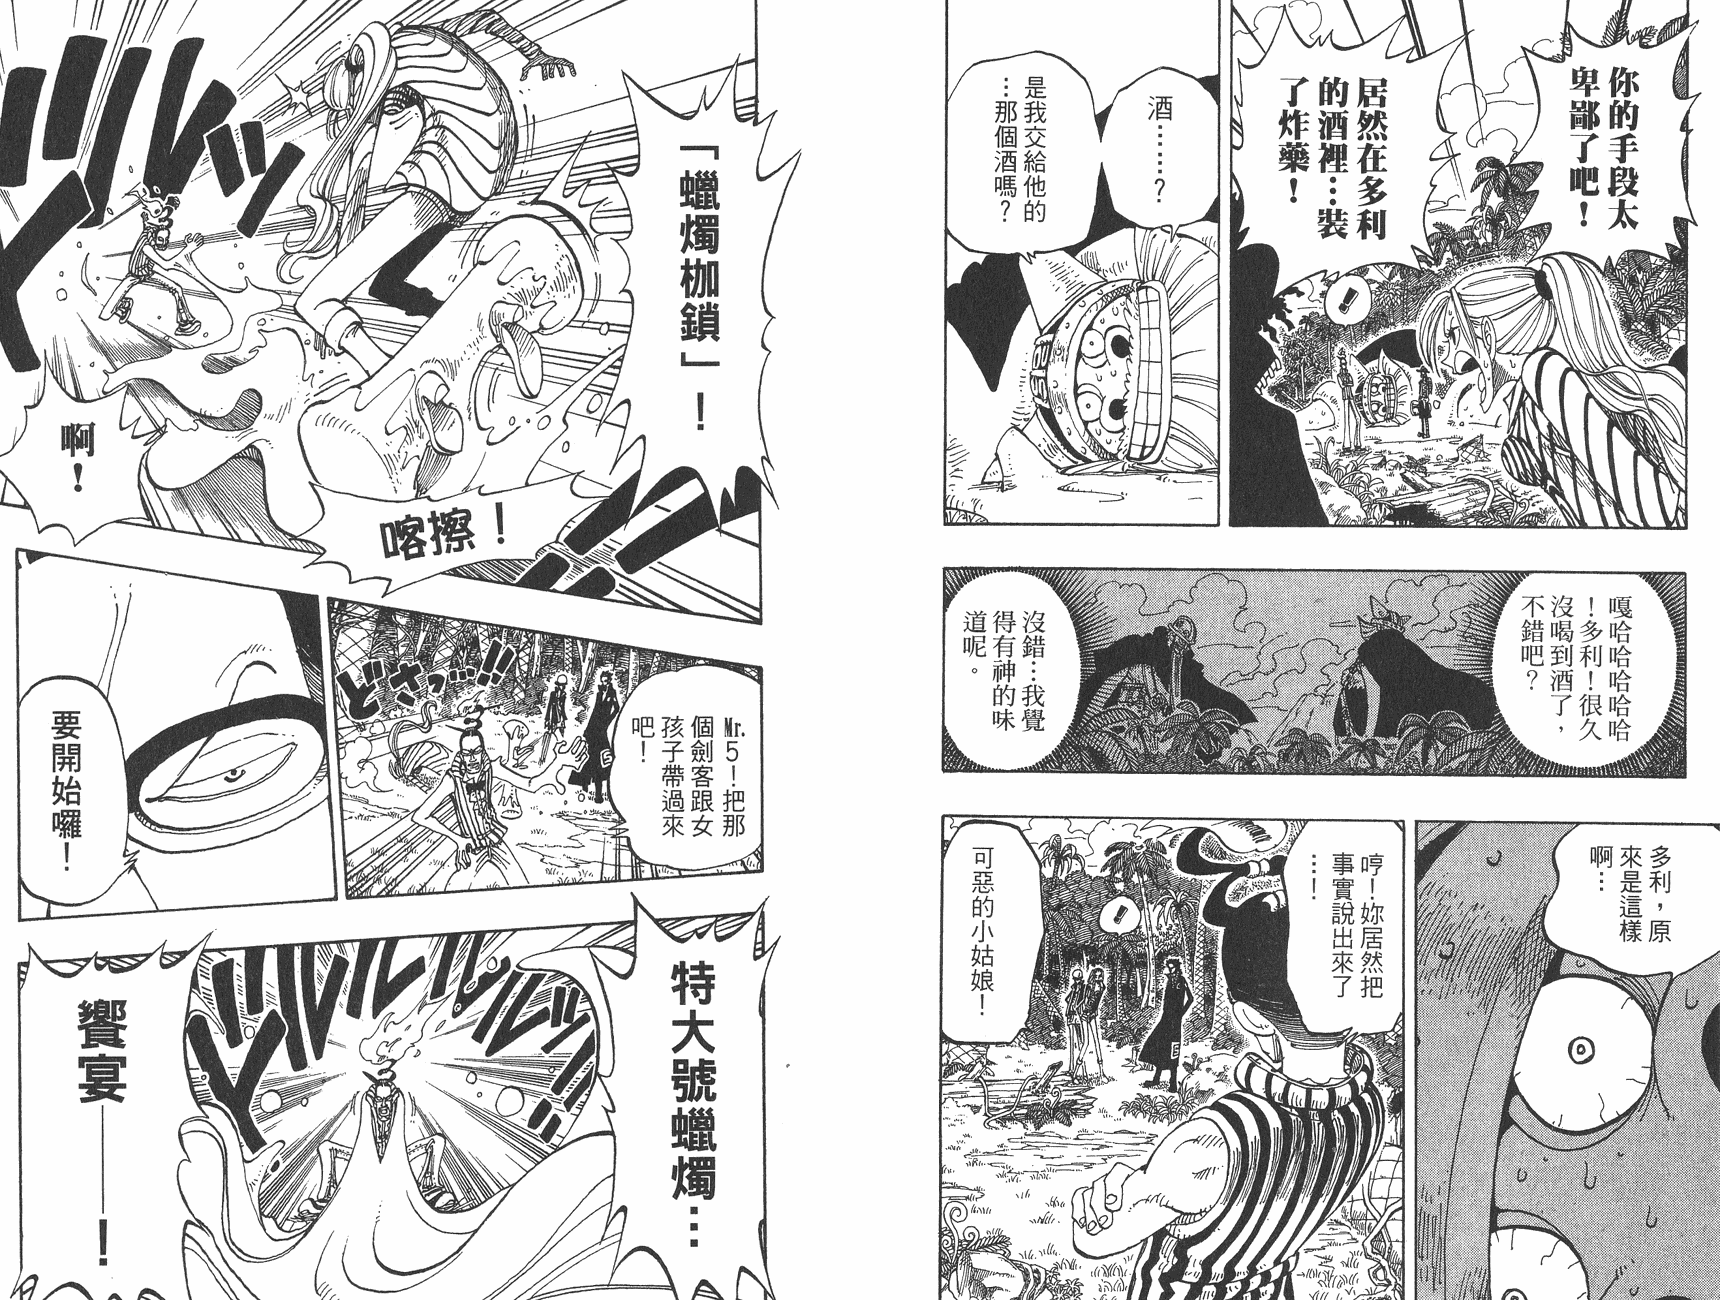 你的手段太
卑鄙了吧！
居然在多利
的酒裡…裝
了炸藥！
！
酒……？
是我交給他的
…那個酒嗎？
嘎哈哈哈哈哈哈
！多利！很久
沒喝到酒了，
不錯吧？
沒錯…我覺
得有神的味
道呢。
多利，原
來是這樣
啊…
哼！妳居然把
事實說出來了
…！
！
可惡的小姑娘！
「蠟燭枷鎖」！
啊！
喀擦！
Mr.
5！把那
個劍客跟女
孩子帶過來
吧！
どさっ…!!
要開始囉！
特大號蠟燭…
饗宴——！